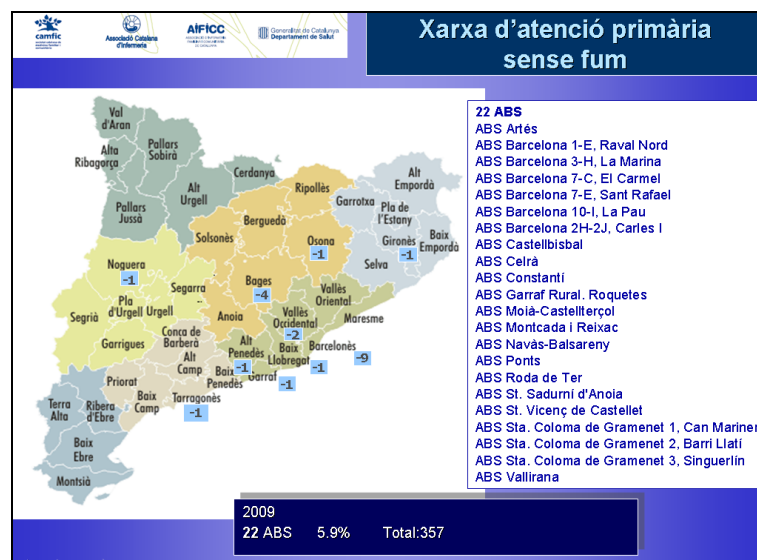 camfic
Associació Catalana
d'Infermeria
AIFiCC
Generalitat de Catalunya
Departament de Salut
Xarxa d'atenció primària
sense fum
Val
d'Aran
Alta
Ribagorça
Pallars
Sobirà
Pallars
Jussà
Alt
Urgell
Cerdanya
Ripollès
Berguedà
Solsonès
Osona
-1
Garrotxa
Alt
Empordà
Pla de
l'Estany
Gironès
-1
Baix
Empordà
Selva
Noguera
-1
Segarra
Bages
-4
Anoia
Vallès
Oriental
Vallès
Occidental
-2
Maresme
Segrià
Pla
d'Urgell
Urgell
Garrigues
Conca de
Barberà
Alt
Camp
Alt
Penedès
-1
Baix
Llobregat
-1
Barcelonès
-9
Baix
Penedès
Garraf
-1
Priorat
Baix
Camp
Tarragonès
-1
Terra
Alta
Ribera
d'Ebre
Baix
Ebre
Montsià
22 ABS
ABS Artés
ABS Barcelona 1-E, Raval Nord
ABS Barcelona 3-H, La Marina
ABS Barcelona 7-C, El Carmel
ABS Barcelona 7-E, Sant Rafael
ABS Barcelona 10-I, La Pau
ABS Barcelona 2H-2J, Carles I
ABS Castellbisbal
ABS Celrà
ABS Constantí
ABS Garraf Rural. Roquetes
ABS Moià-Castellterçol
ABS Montcada i Reixac
ABS Navàs-Balsareny
ABS Ponts
ABS Roda de Ter
ABS St. Sadurní d'Anoia
ABS St. Vicenç de Castellet
ABS Sta. Coloma de Gramenet 1, Can Mariner
ABS Sta. Coloma de Gramenet 2, Barri Llatí
ABS Sta. Coloma de Gramenet 3, Singuerlín
ABS Vallirana
2009
22 ABS 5.9% Total:357